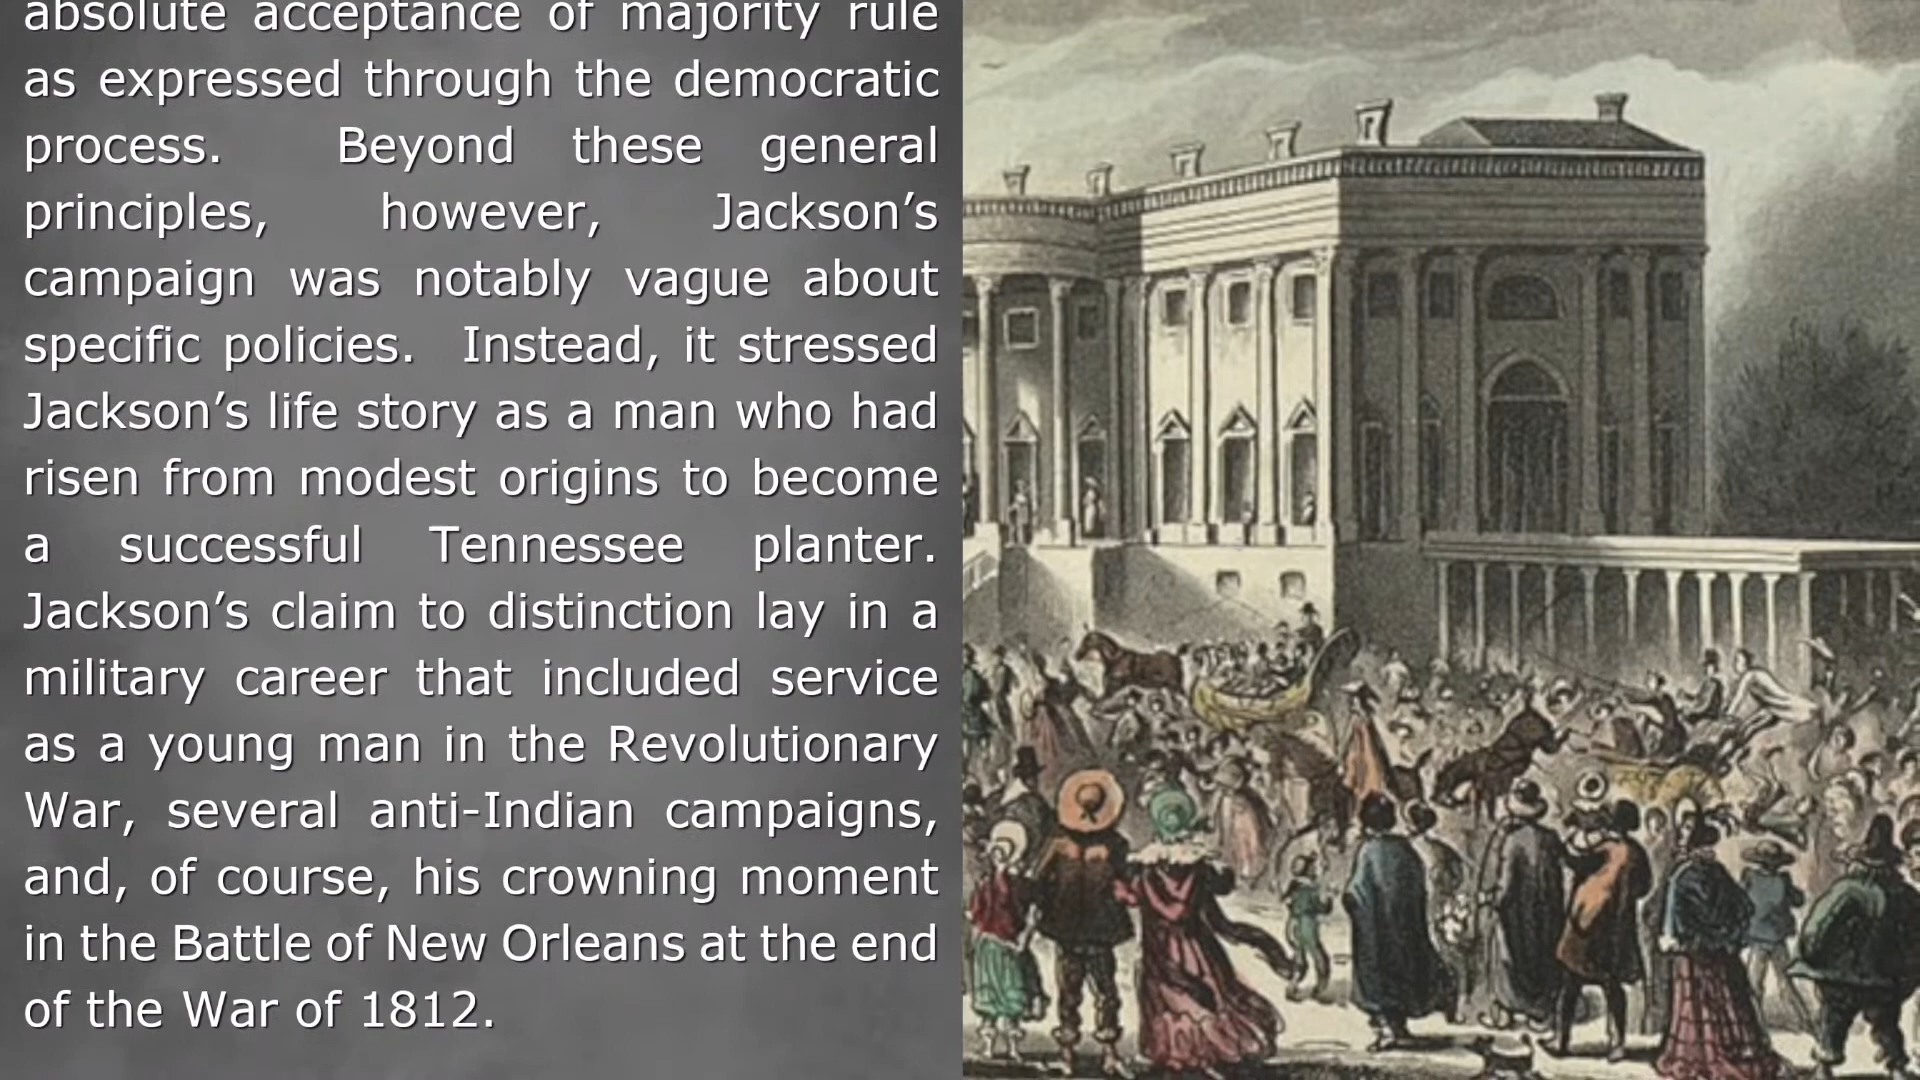 absolute acceptance of majority rule
as expressed through the democratic
process. Beyond these general
principles, however, Jackson’s
campaign was notably vague about
specific policies. Instead, it stressed
Jackson’s life story as a man who had
risen from modest origins to become
a successful Tennessee planter.
Jackson’s claim to distinction lay in a
military career that included service
as a young man in the Revolutionary
War, several anti-Indian campaigns,
and, of course, his crowning moment
in the Battle of New Orleans at the end
of the War of 1812.